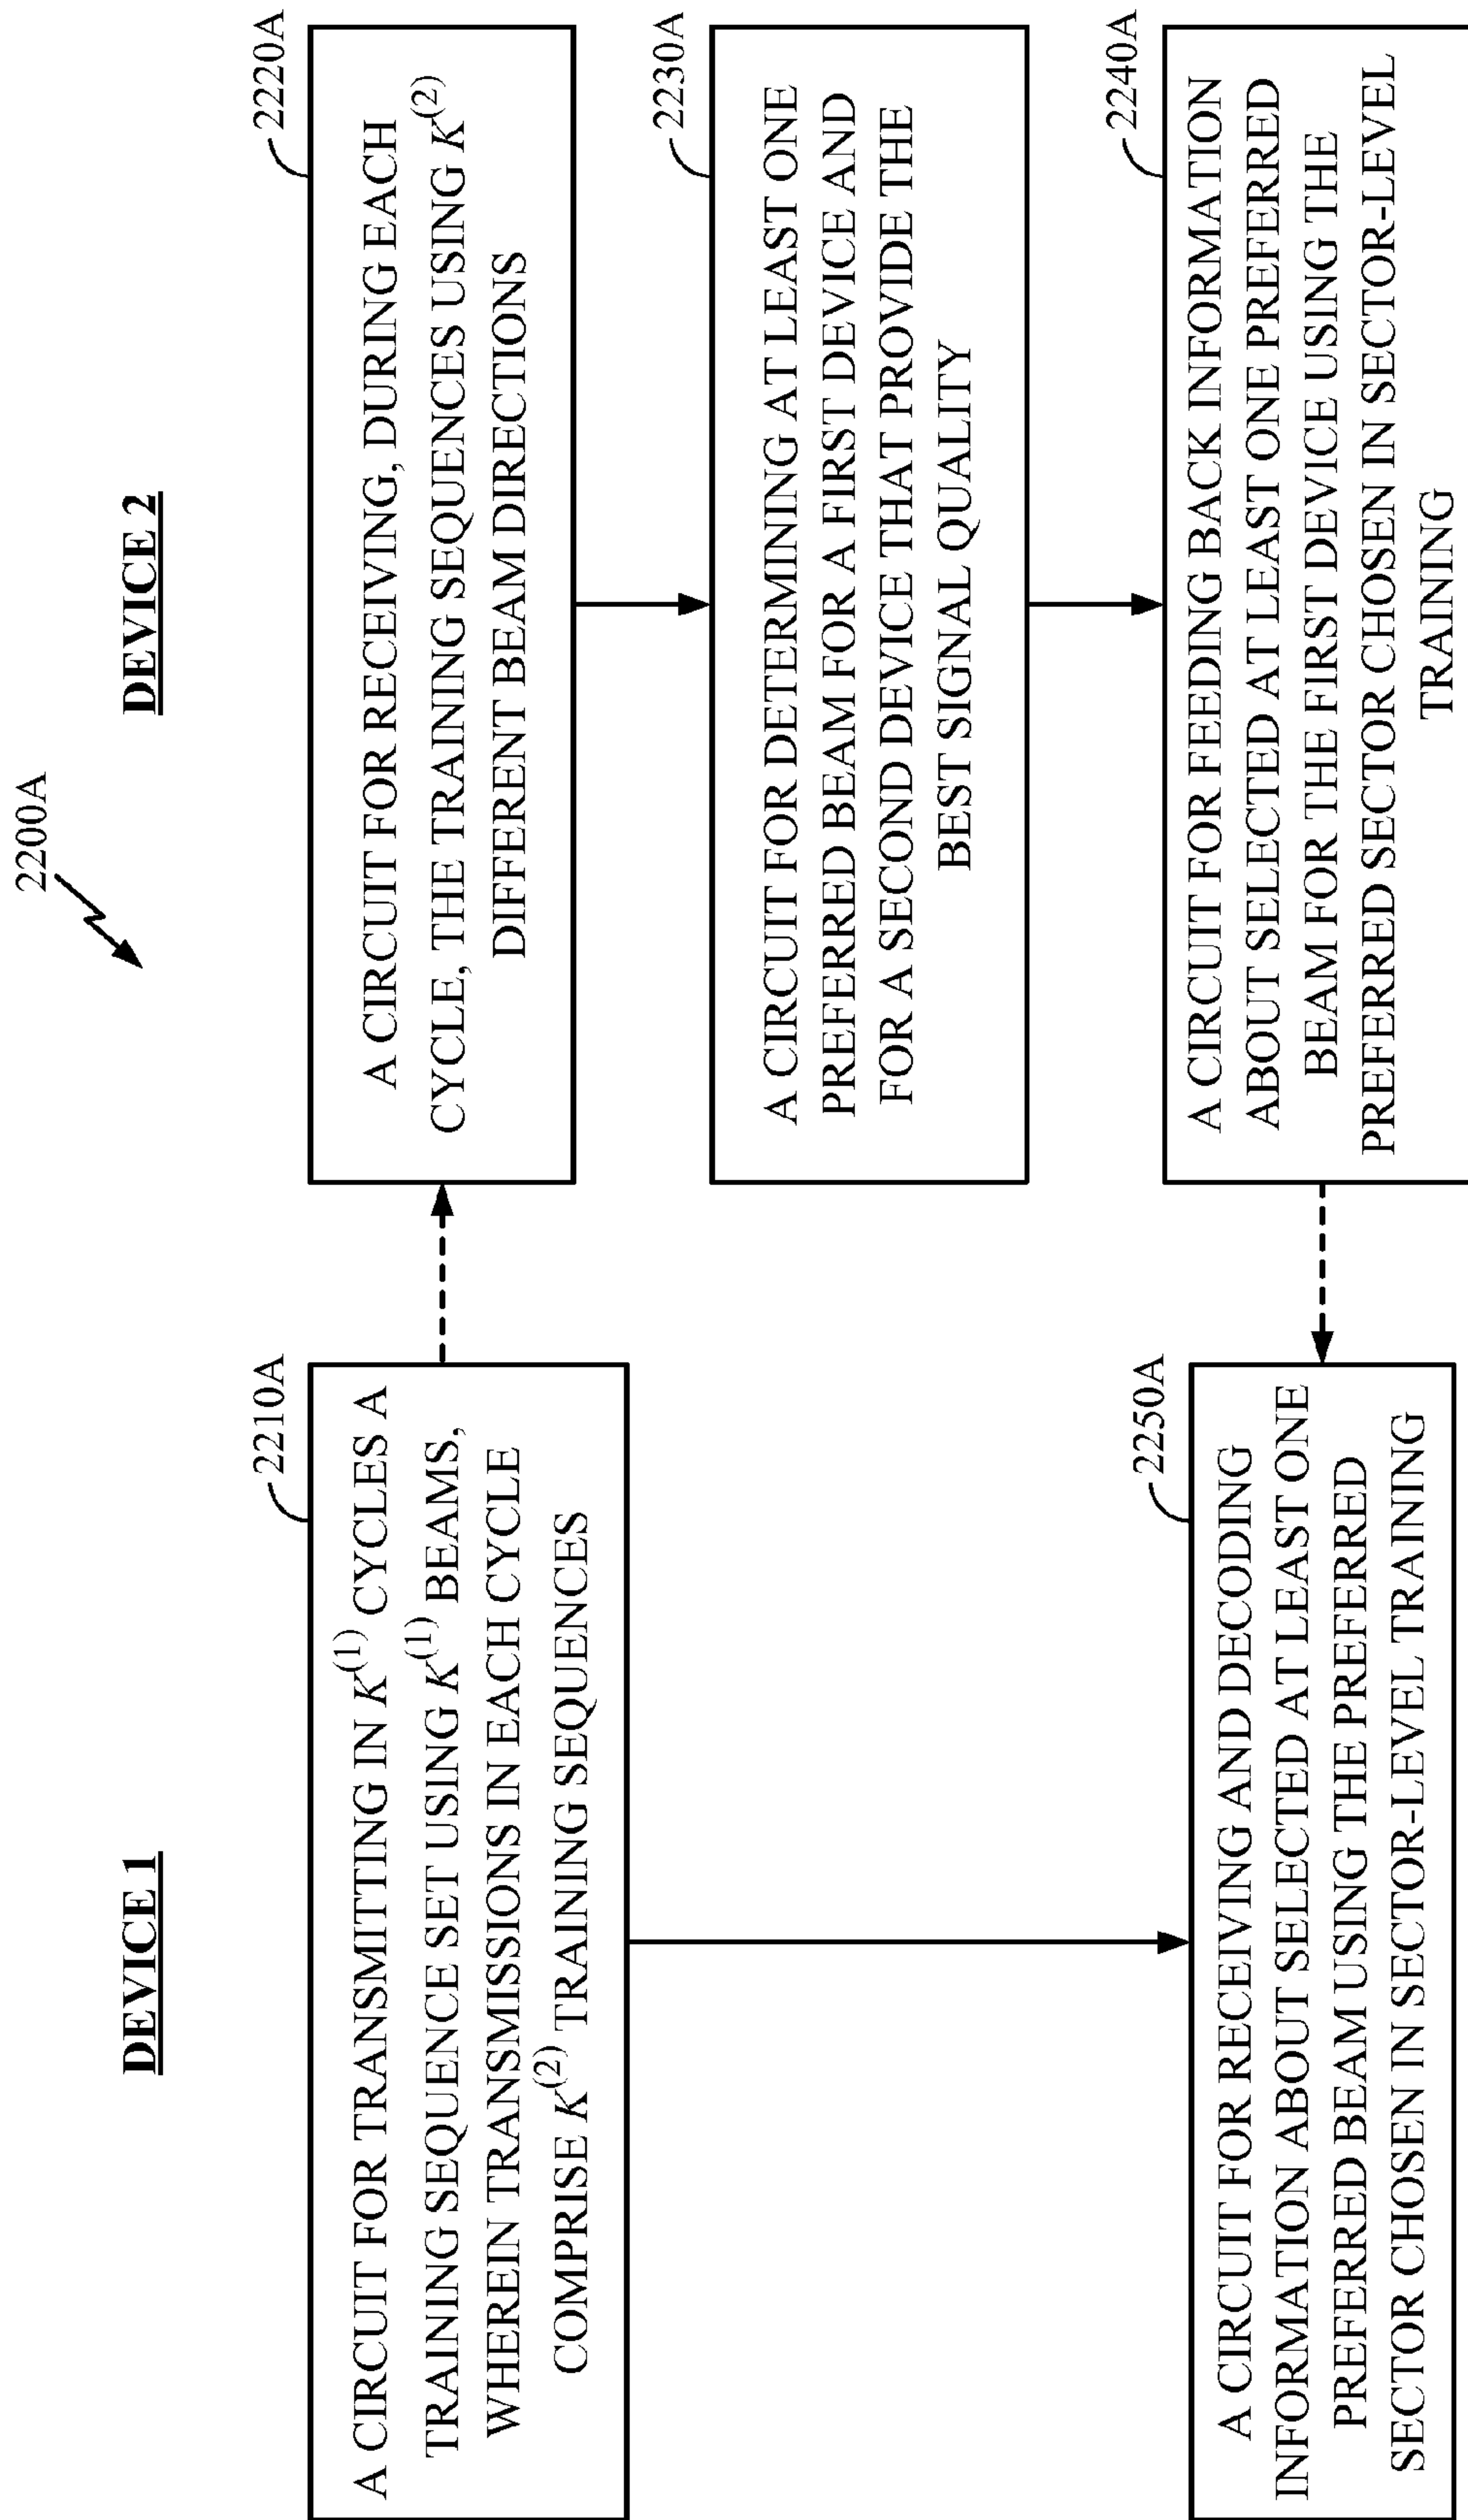 2200A
DEVICE 1
DEVICE 2
2210A
A CIRCUIT FOR TRANSMITTING IN K(1) CYCLES A
TRAINING SEQUENCE SET USING K(1) BEAMS,
WHEREIN TRANSMISSIONS IN EACH CYCLE
COMPRISE K(2) TRAINING SEQUENCES
2220A
A CIRCUIT FOR RECEIVING, DURING EACH
CYCLE, THE TRAINING SEQUENCES USING K(2)
DIFFERENT BEAM DIRECTIONS
2230A
A CIRCUIT FOR DETERMINING AT LEAST ONE
PREFERRED BEAM FOR A FIRST DEVICE AND
FOR A SECOND DEVICE THAT PROVIDE THE
BEST SIGNAL QUALITY
2240A
A CIRCUIT FOR FEEDING BACK INFORMATION
ABOUT SELECTED AT LEAST ONE PREFERRED
BEAM FOR THE FIRST DEVICE USING THE
PREFERRED SECTOR CHOSEN IN SECTOR-LEVEL
TRAINING
2250A
A CIRCUIT FOR RECEIVING AND DECODING
INFORMATION ABOUT SELECTED AT LEAST ONE
PREFERRED BEAM USING THE PREFERRED
SECTOR CHOSEN IN SECTOR-LEVEL TRAINING